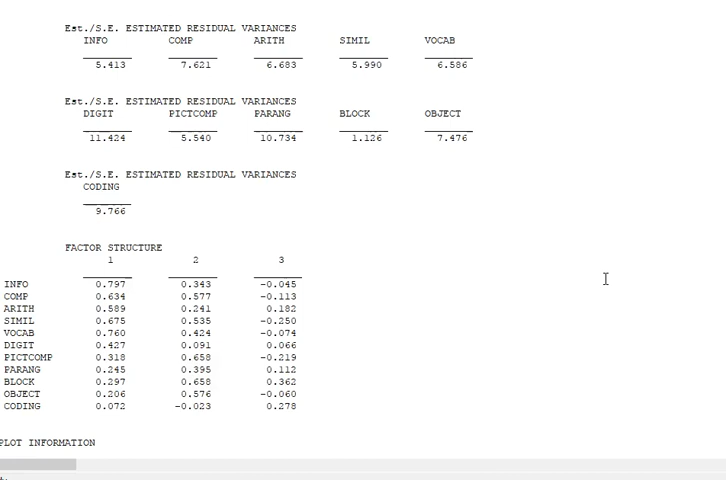 Est./S.E. ESTIMATED RESIDUAL VARIANCES
INFO COMP ARITH SIMIL VOCAB
5.413 7.621 6.683 5.990 6.586
Est./S.E. ESTIMATED RESIDUAL VARIANCES
DIGIT PICTCOMP PARANG BLOCK OBJECT
11.424 5.540 10.734 1.126 7.476
Est./S.E. ESTIMATED RESIDUAL VARIANCES
CODING
9.766
FACTOR STRUCTURE
1 2 3
INFO 0.797 0.343 -0.045
COMP 0.634 0.577 -0.113
ARITH 0.589 0.241 0.182
SIMIL 0.675 0.535 -0.250
VOCAB 0.760 0.424 -0.074
DIGIT 0.427 0.091 0.066
PICTCOMP 0.318 0.658 -0.219
PARANG 0.245 0.395 0.112
BLOCK 0.297 0.658 0.362
OBJECT 0.206 0.576 -0.060
CODING 0.072 -0.023 0.278
PLOT INFORMATION